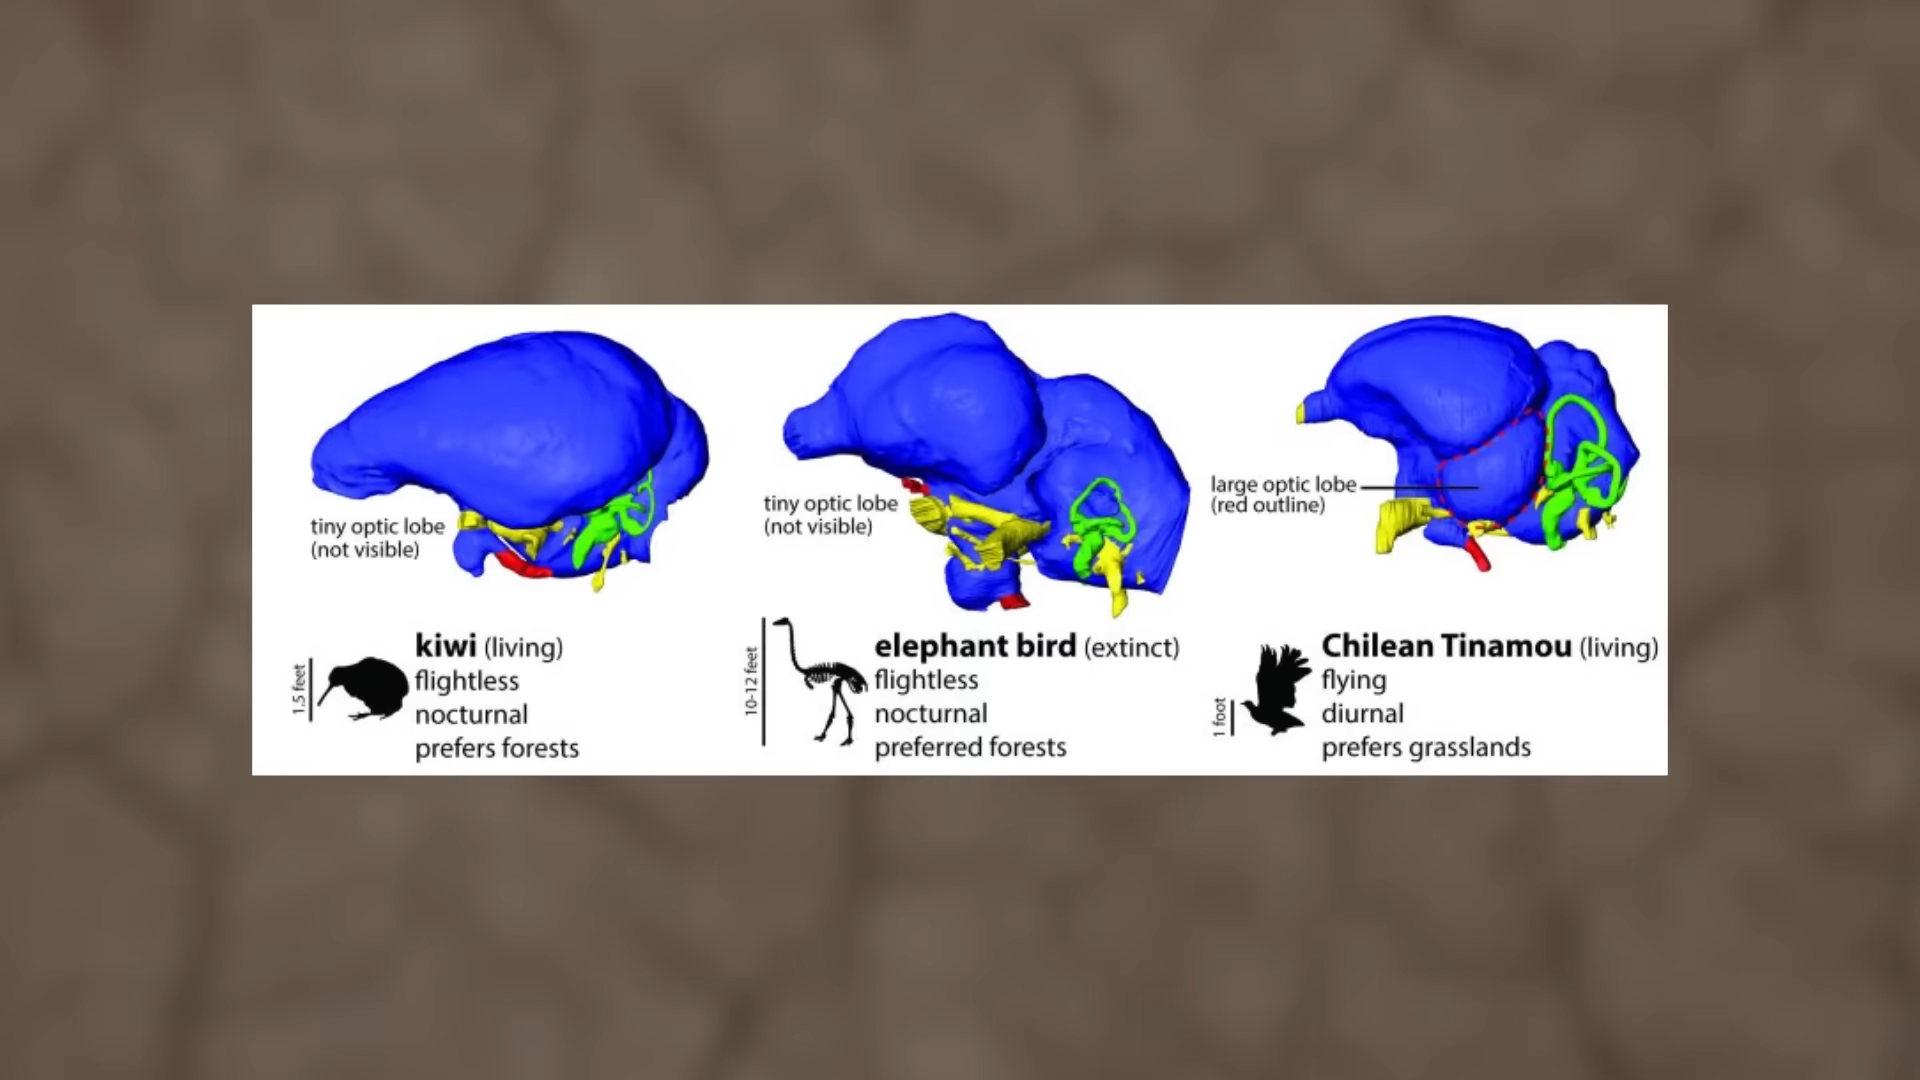 tiny optic lobe
(not visible)
1.5 feet
kiwi (living)
flightless
nocturnal
prefers forests
tiny optic lobe
(not visible)
10-12 feet
elephant bird (extinct)
flightless
nocturnal
preferred forests
large optic lobe
(red outline)
1 foot
Chilean Tinamou (living)
flying
diurnal
prefers grasslands